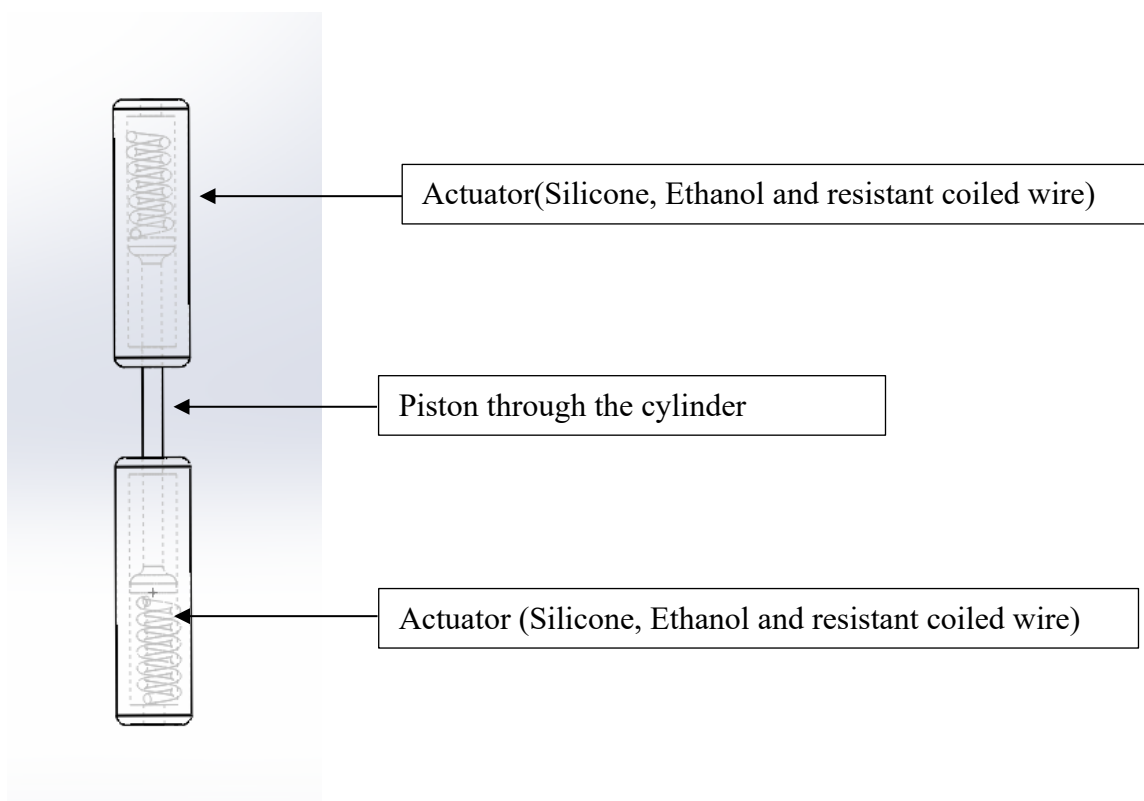 Actuator(Silicone, Ethanol and resistant coiled wire)
Piston through the cylinder
Actuator (Silicone, Ethanol and resistant coiled wire)